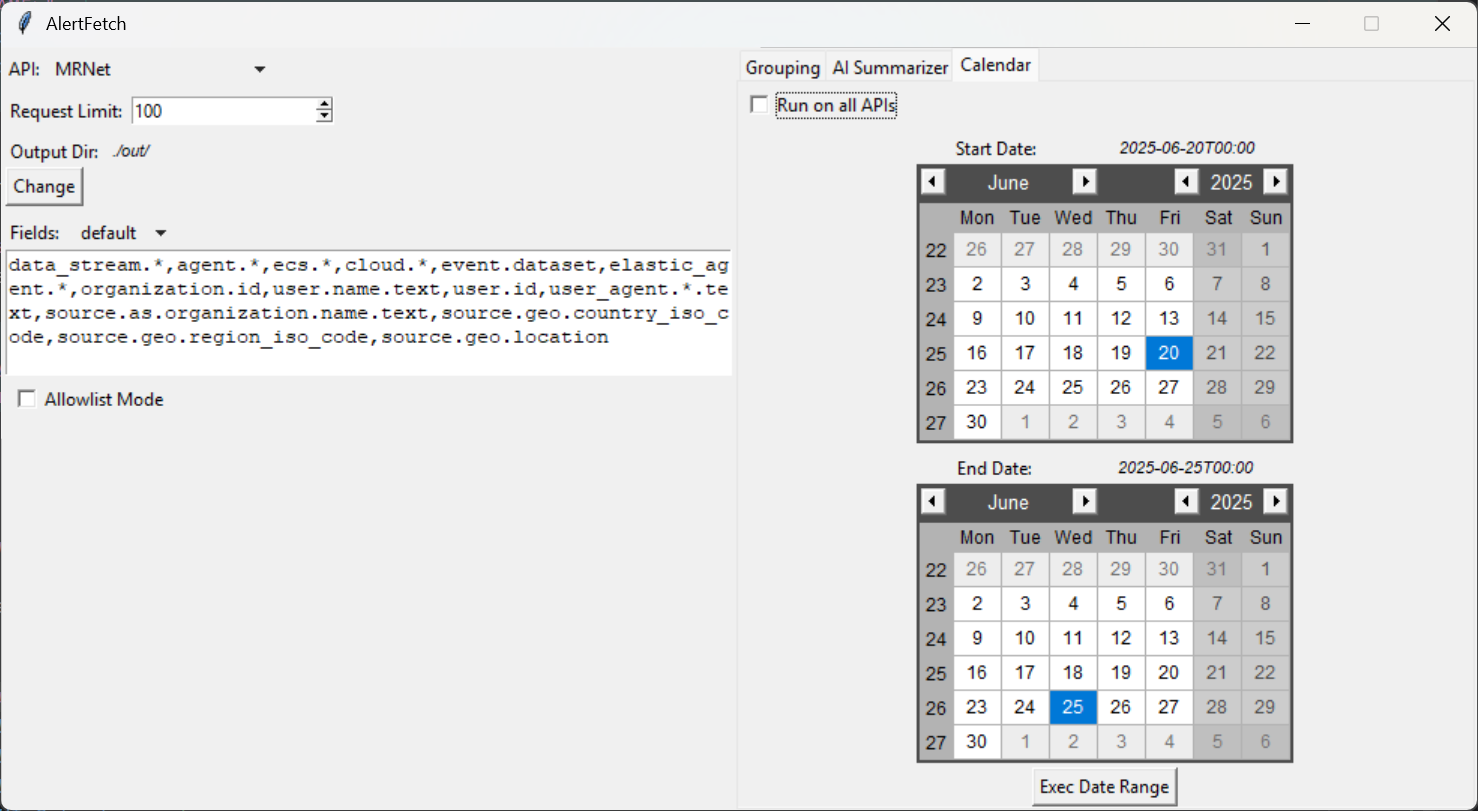 AlertFetch
API: MRNet
Request Limit: 100
Output Dir: ./out/
Change
Fields: default
data_stream.*,agent.*,ecs.*,cloud.*,event.dataset,elastic_ag
ent.*,organization.id,user.name.text,user.id,user_agent.*.te
xt,source.as.organization.name.text,source.geo.country_iso_c
ode,source.geo.region_iso_code,source.geo.location
Allowlist Mode
Grouping AI Summarizer Calendar
Run on all APIs
Start Date: 2025-06-20T00:00
June 2025
Mon Tue Wed Thu Fri Sat Sun
22 26 27 28 29 30 31 1
23 2 3 4 5 6 7 8
24 9 10 11 12 13 14 15
25 16 17 18 19 20 21 22
26 23 24 25 26 27 28 29
27 30 1 2 3 4 5 6
End Date: 2025-06-25T00:00
June 2025
Mon Tue Wed Thu Fri Sat Sun
22 26 27 28 29 30 31 1
23 2 3 4 5 6 7 8
24 9 10 11 12 13 14 15
25 16 17 18 19 20 21 22
26 23 24 25 26 27 28 29
27 30 1 2 3 4 5 6
Exec Date Range